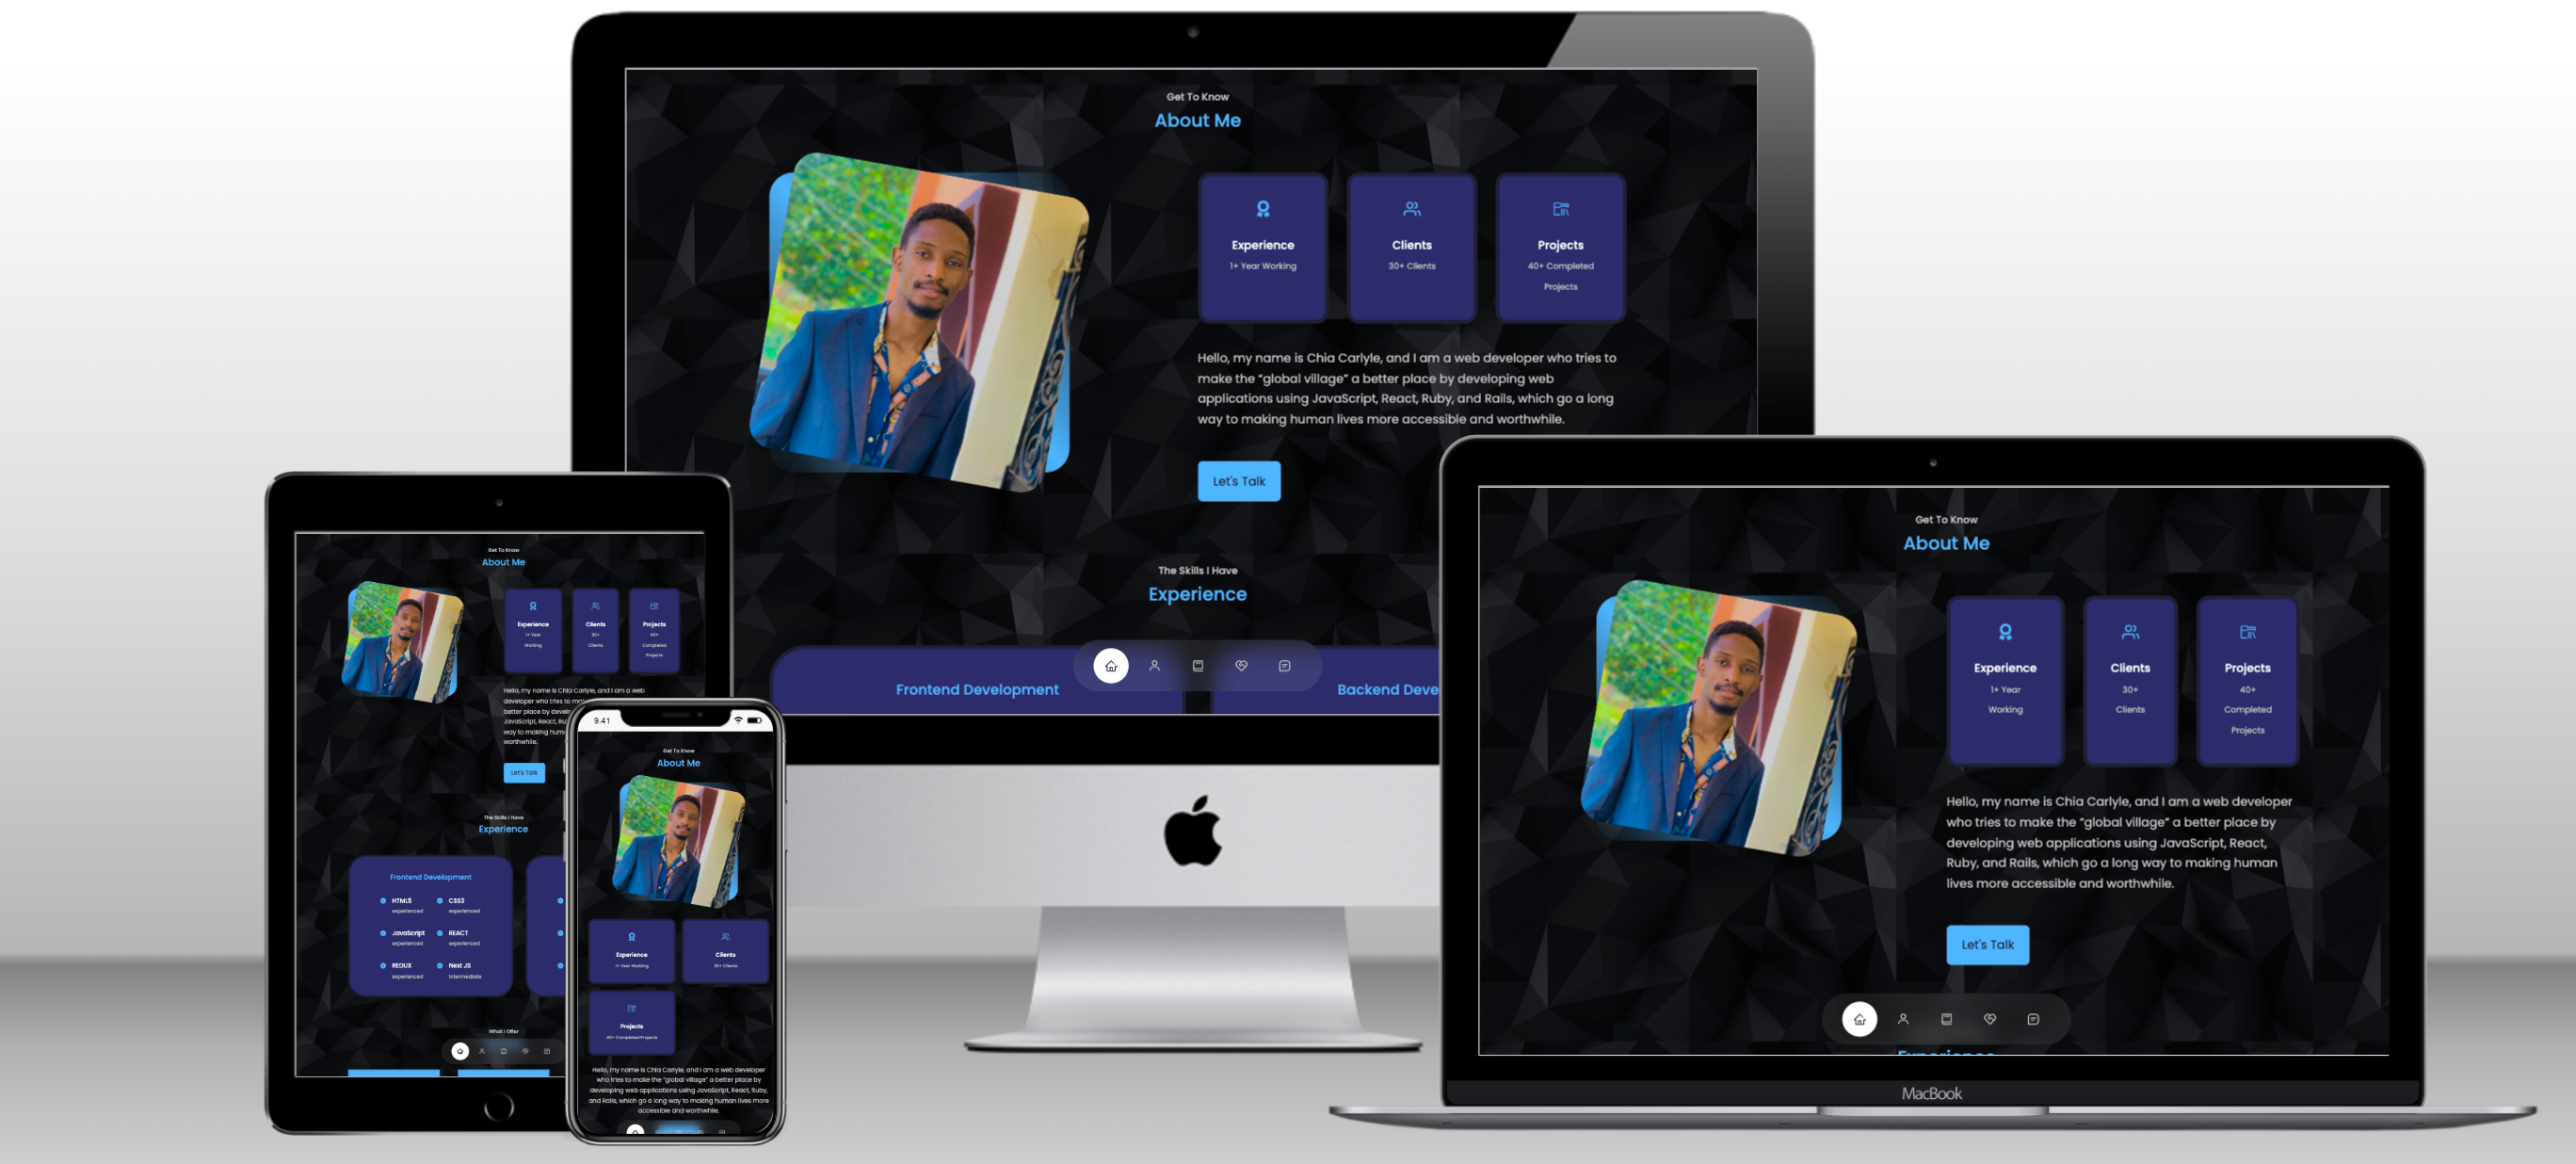 Get To Know
About Me
Experience
1+ Year Working
Clients
30+ Clients
Projects
40+ Completed
Projects
Hello, my name is Chia Carlyle, and I am a web developer who tries to
make the “global village” a better place by developing web
applications using JavaScript, React, Ruby, and Rails, which go a long
way to making human lives more accessible and worthwhile.
Let's Talk
The Skills I Have
Experience
Frontend Development
Backend Deve
Get To Know
About Me
Experience
1+ Year
Working
Clients
30+
Clients
Projects
40+
Completed
Projects
Hello, my name is Chia Carlyle, and I am a web
developer who tries to
better place by
JavaScript, React,
way to making
worthwhile.
Let's Talk
The Skills I Have
Experience
Frontend Development
HTML5
experienced
CSS3
experienced
JavaScript
experienced
REACT
experienced
REDUX
experienced
Next JS
Intermediate
What I Offer
9.41
Get To Know
About Me
Experience
1+ Year Working
Clients
30+ Clients
Projects
40+ Completed Projects
Hello, my name is Chia Carlyle, and I am a web developer
who tries to make the “global village” a better place by
developing web applications using JavaScript, React, Ruby,
and Rails, which go a long way to making human lives more
accessible and worthwhile.
Get To Know
About Me
Experience
1+ Year
Working
Clients
30+
Clients
Projects
40+
Completed
Projects
Hello, my name is Chia Carlyle, and I am a web developer
who tries to make the “global village” a better place by
developing web applications using JavaScript, React,
Ruby, and Rails, which go a long way to making human
lives more accessible and worthwhile.
Let's Talk
Experience
MacBook